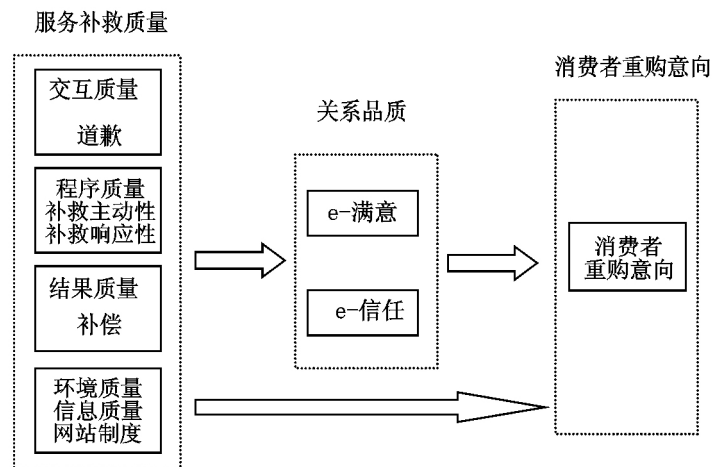 服务补救质量
交互质量
道歉
程序质量
补救主动性
补救响应性
结果质量
补偿
环境质量
信息质量
网站制度
关系品质
e-满意
e-信任
消费者重购意向
消费者
重购意向